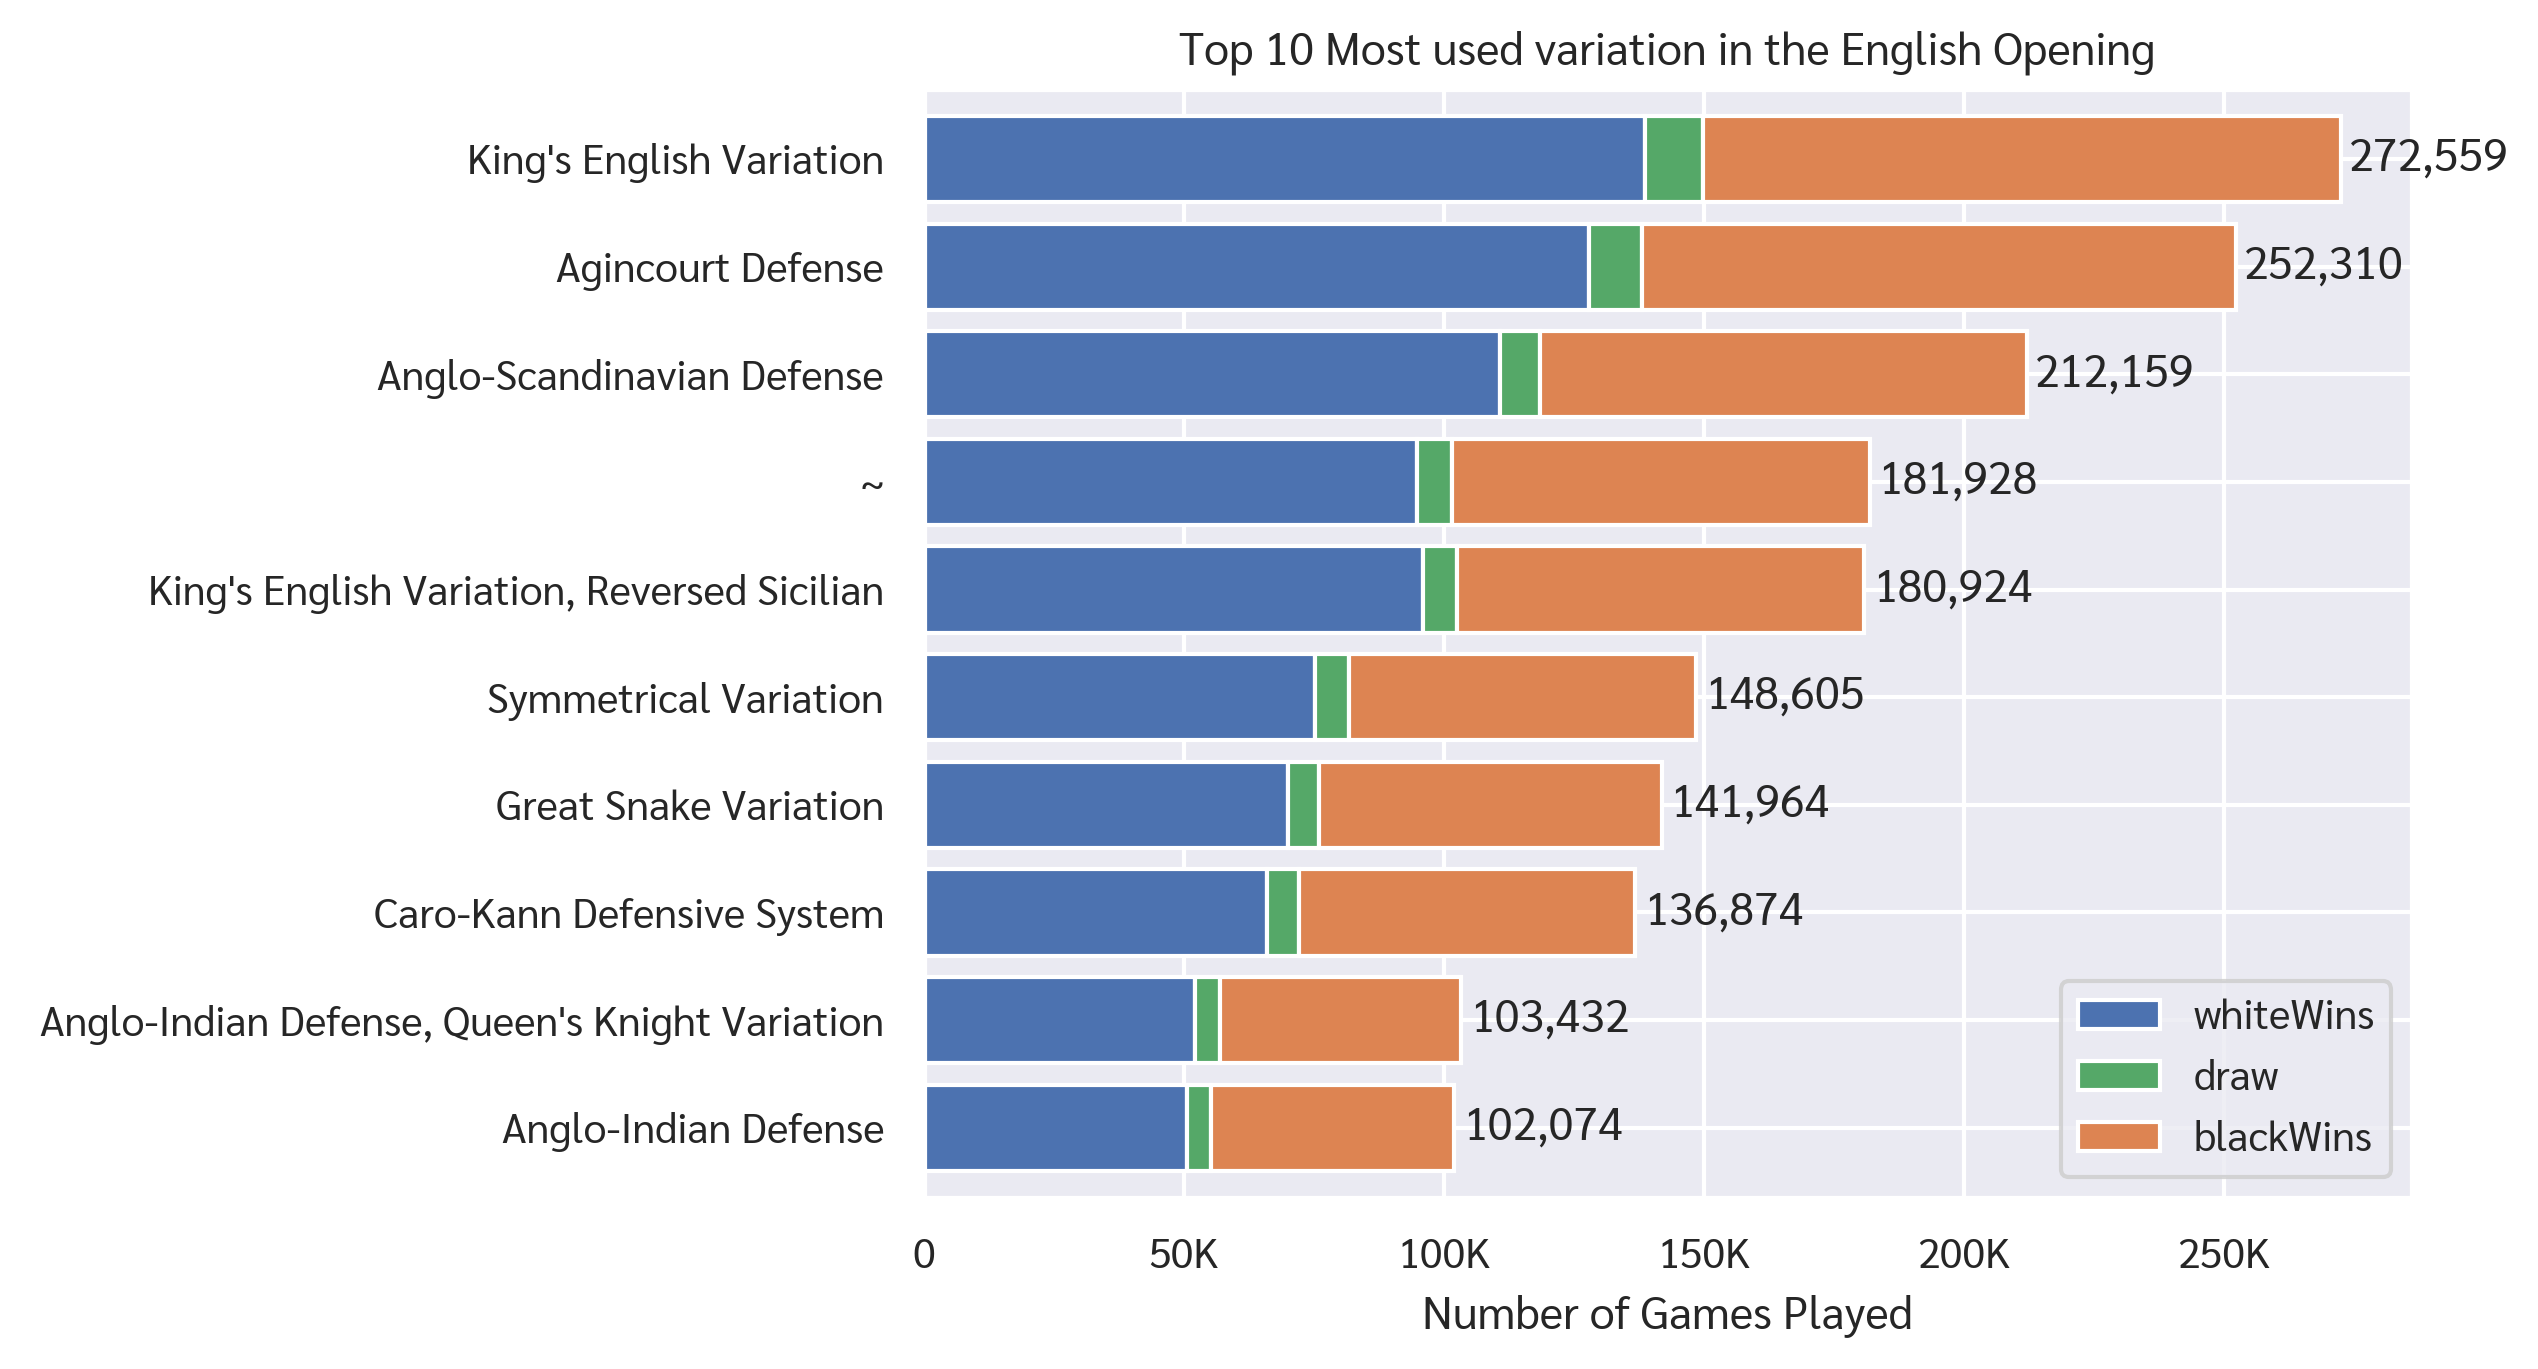 Top 10 Most used variation in the English Opening
King's English Variation
272,559
Agincourt Defense
252,310
Anglo-Scandinavian Defense
212,159
~
181,928
King's English Variation, Reversed Sicilian
180,924
Symmetrical Variation
148,605
Great Snake Variation
141,964
Caro-Kann Defensive System
136,874
Anglo-Indian Defense, Queen's Knight Variation
103,432
Anglo-Indian Defense
102,074
whiteWins
draw
blackWins
0 50K 100K 150K 200K 250K
Number of Games Played